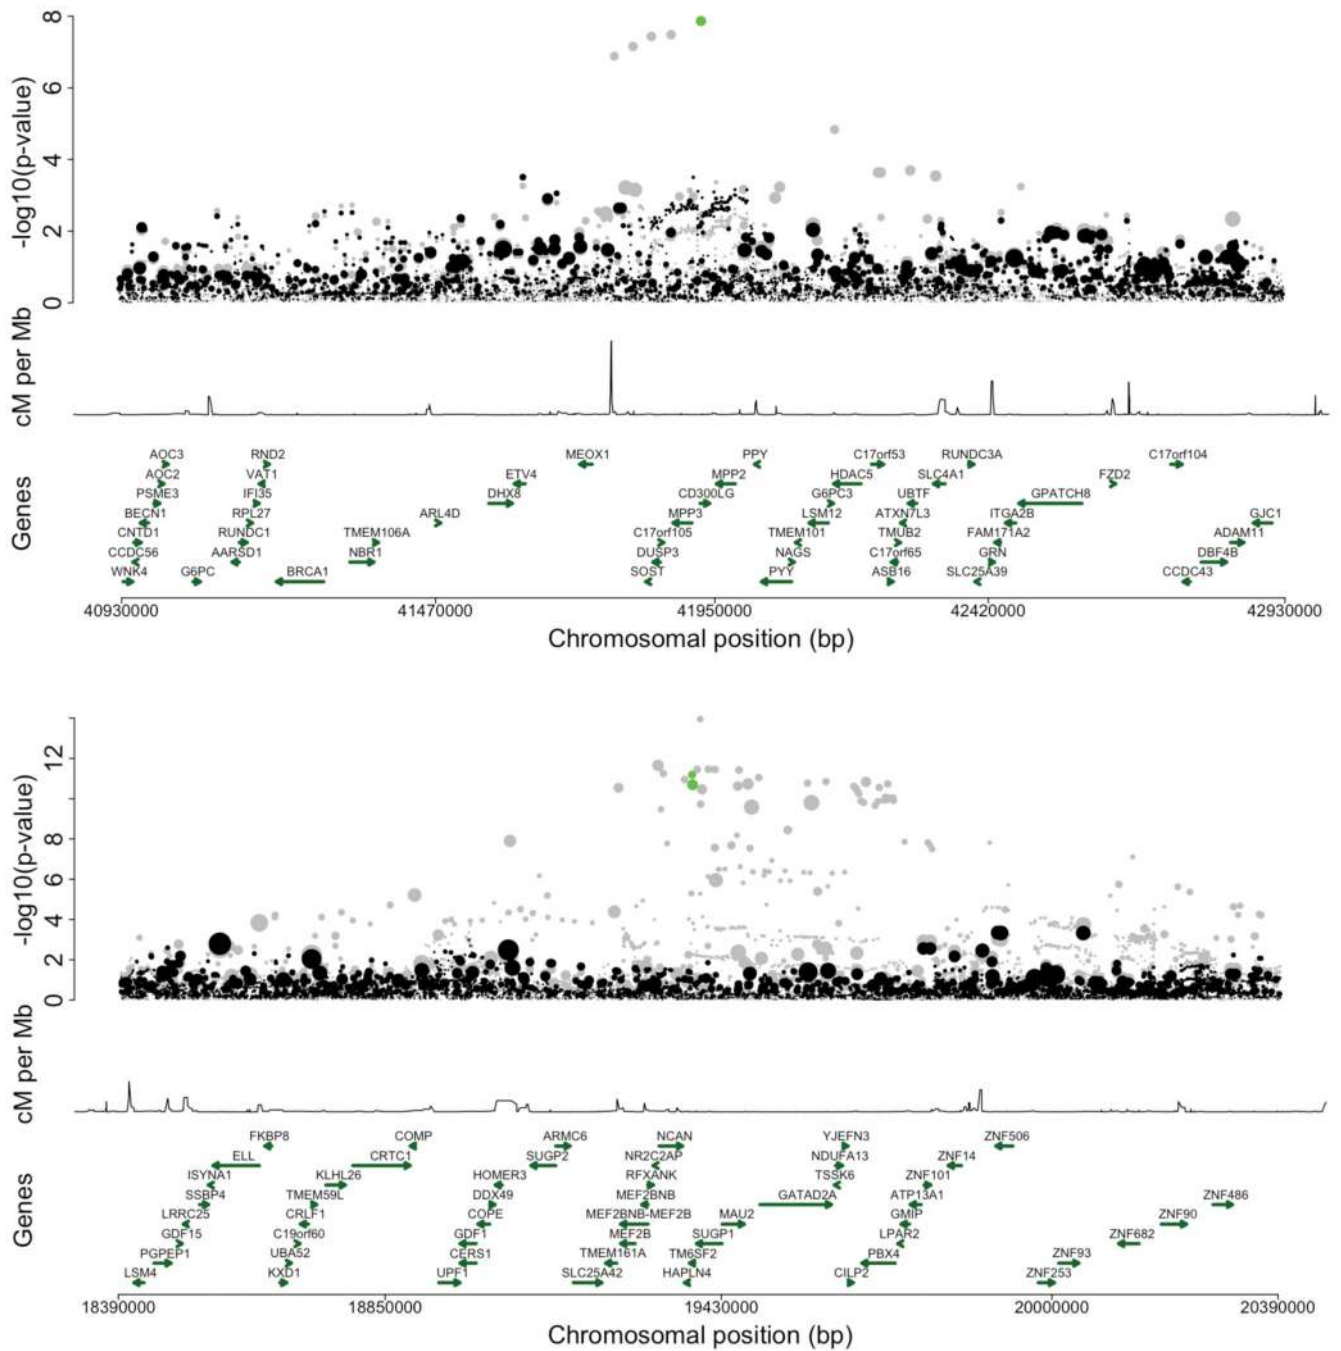 8
6
4
2
0
-log10(p-value)
cM per Mb
Genes
AOC3 RND2 MEOX1 PPY C17orf53 RUNDC3A C17orf104
AOC2 VAT1 ETV4 MPP2 HDAC5 SLC4A1 FZD2
PSME3 IFI35 DHX8 CD300LG G6PC3 UBTF GPATCH8
BECN1 RPL27 ARL4D MPP3 LSM12 ATXN7L3 ITGA2B GJC1
CNTD1 RUNDC1 TMEM106A C17orf105 TMEM101 TMUB2 FAM171A2 ADAM11
CCDC56 AARSD1 NBR1 DUSP3 NAGS C17orf65 GRN DBF4B
WNK4 G6PC BRCA1 SOST PYY ASB16 SLC25A39 CCDC43
40930000 41470000 41950000 42420000 42930000
Chromosomal position (bp)
12
8
6
4
2
0
-log10(p-value)
cM per Mb
Genes
FKBP8 COMP ARMC6 NCAN YJEFN3 ZNF506
ELL CRTC1 SUGP2 NR2C2AP NDUFA13 ZNF14
ISYNA1 KLHL26 HOMER3 RFXANK TSSK6 ZNF101
SSBP4 TMEM59L DDX49 MEF2BNB GATAD2A ATP13A1 ZNF486
LRRC25 CRLF1 COPE MEF2BNB-MEF2B MAU2 GMIP ZNF90
GDF15 C19orf60 GDF1 MEF2B SUGP1 LPAR2 ZNF682
PGPEP1 UBA52 CERS1 TMEM161A TM6SF2 PBX4 ZNF93
LSM4 KXD1 UPF1 SLC25A42 HAPLN4 CILP2 ZNF253
18390000 18850000 19430000 20000000 20390000
Chromosomal position (bp)